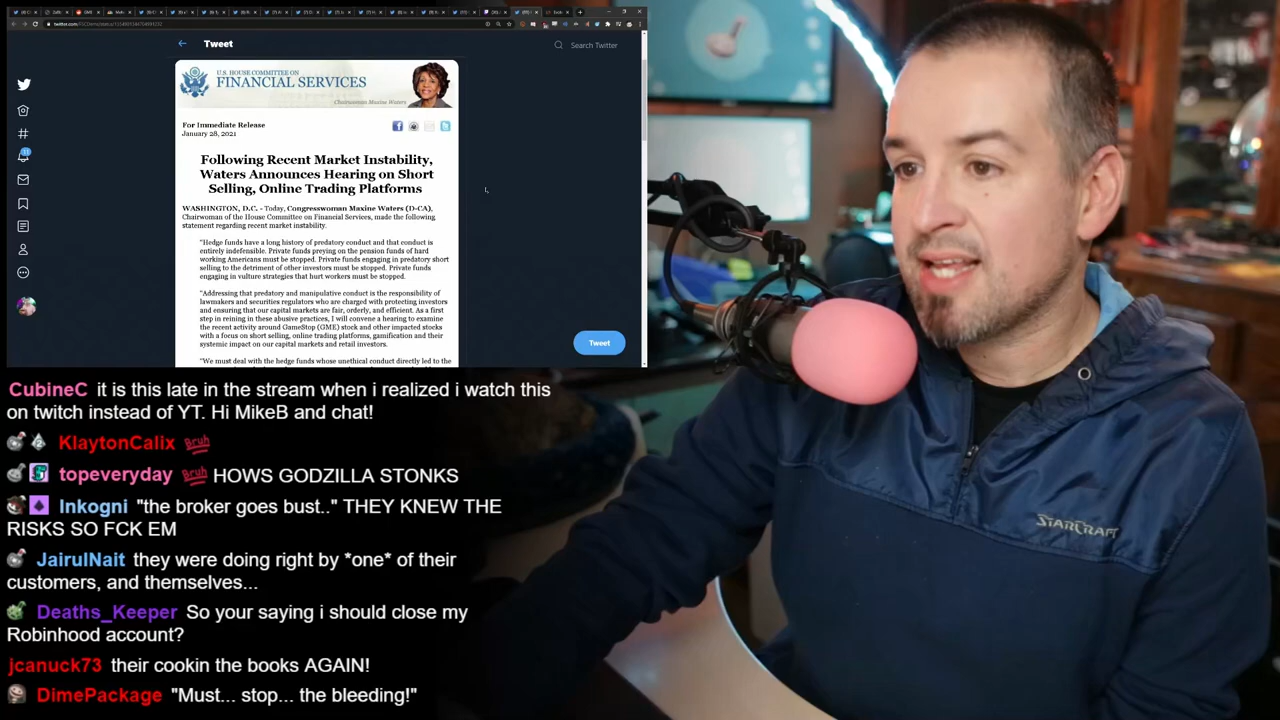 Tweet
Search Twitter
U.S. HOUSE COMMITTEE ON
FINANCIAL SERVICES
Chairwoman Maxine Waters
For Immediate Release
January 28, 2021
Following Recent Market Instability,
Waters Announces Hearing on Short
Selling, Online Trading Platforms
WASHINGTON, D.C. - Today, Congresswoman Maxine Waters (D-CA),
Chairwoman of the House Committee on Financial Services, made the following
statement regarding recent market instability.
"Hedge funds have a long history of predatory conduct and that conduct is
entirely indefensible. Private funds preying on the pension funds of hard
working Americans must be stopped. Private funds engaging in predatory short
selling to the detriment of other investors must be stopped. Private funds
engaging in vulture strategies that hurt workers must be stopped.
"Addressing that predatory and manipulative conduct is the responsibility of
lawmakers and securities regulators who are charged with protecting investors
and ensuring that our capital markets are fair, orderly, and efficient. As a first
step in reining in these abusive practices, I will convene a hearing to examine
the recent activity around GameStop (GME) stock and other impacted stocks
with a focus on short selling, online trading platforms, gamification and their
systemic impact on our capital markets and retail investors.
"We must deal with the hedge funds whose unethical conduct directly led to the
Tweet
CubineC it is this late in the stream when i realized i watch this
on twitch instead of YT. Hi MikeB and chat!
KlaytonCalix Bruh
topeveryday Bruh HOWS GODZILLA STONKS
Inkogni "the broker goes bust.." THEY KNEW THE
RISKS SO FCK EM
JairulNait they were doing right by *one* of their
customers, and themselves...
Deaths_Keeper So your saying i should close my
Robinhood account?
jcanuck73 their cookin the books AGAIN!
DimePackage "Must... stop... the bleeding!"
STARCRAFT